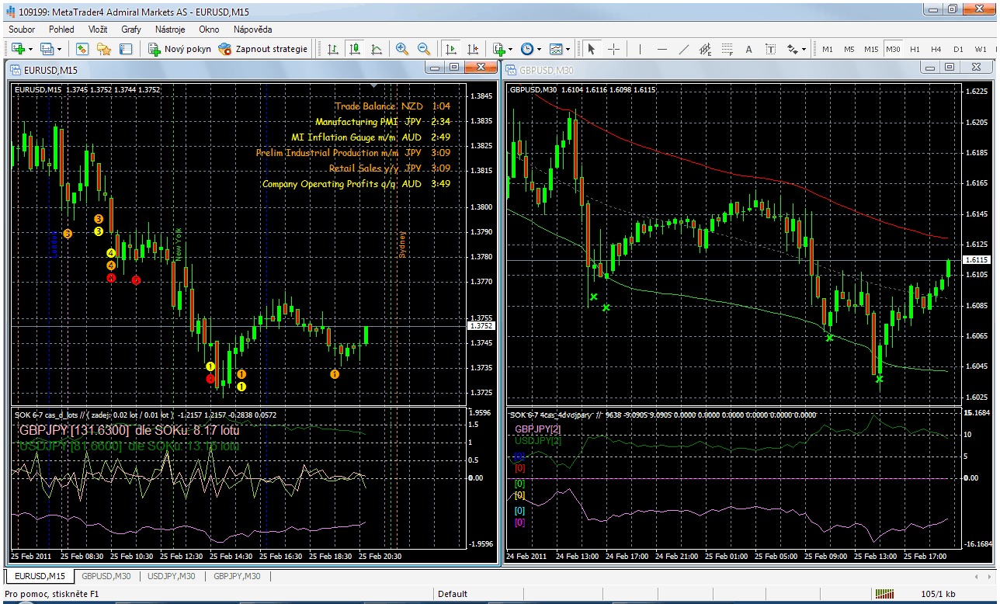 109199: MetaTrader4 Admiral Markets AS - EURUSD,M15
Soubor Pohled Vložit Grafy Nástroje Okno Nápověda
Nový pokyn Zapnout strategie A T M1 M5 M15 M30 H1 H4 D1 W1
EURUSD,M15
EURUSD,M15 1.3745 1.3752 1.3744 1.3752
Trade Balance NZD 1:04
Manufacturing PMI JPY 2:34
MI Inflation Gauge m/m AUD 2:49
Prelim Industrial Production m/m JPY 3:09
Retail Sales y/y JPY 3:09
Company Operating Profits q/q AUD 3:49
London
New York
Sydney
3
3
3
4
4
4
1
1
1
1
1.3845
1.3835
1.3825
1.3815
1.3800
1.3790
1.3780
1.3770
1.3755
1.3752
1.3745
1.3735
1.3725
SOK 6-7 cas_d_lots // ( zadej: 0.02 lot / 0.01 lot ) -1.2157 1.2157 -0.2838 0.0572
GBPJPY [131.6300] dle SOKu: 8.17 lotu
USDJPY [81.6600] dle SOKu: 13.18 lotu
1.9596
1.5
1
0.5
0.00
-1.9596
25 Feb 2011 25 Feb 08:30 25 Feb 10:30 25 Feb 12:30 25 Feb 14:30 25 Feb 16:30 25 Feb 18:30 25 Feb 20:30
GBPUSD,M30
GBPUSD,M30 1.6104 1.6116 1.6098 1.6115
1.6225
1.6205
1.6185
1.6165
1.6145
1.6125
1.6115
1.6105
1.6085
1.6065
1.6045
1.6025
SOK 6-7 4cas_4dvojpary // 9638 -9.0905 9.0905 0.0000 0.0000 0.0000 0.0000 0.0000 0.0000
GBPJPY[2]
USDJPY[2]
[0]
[0]
[0]
[0]
[0]
[0]
10
5
0.00
-16.1684
24 Feb 2011 24 Feb 13:00 24 Feb 17:00 24 Feb 21:00 25 Feb 01:00 25 Feb 05:00 25 Feb 09:00 25 Feb 13:00 25 Feb 17:00
EURUSD,M15 GBPUSD,M30 USDJPY,M30 GBPJPY,M30
Pro pomoc, stiskněte F1 Default 105/1 kb